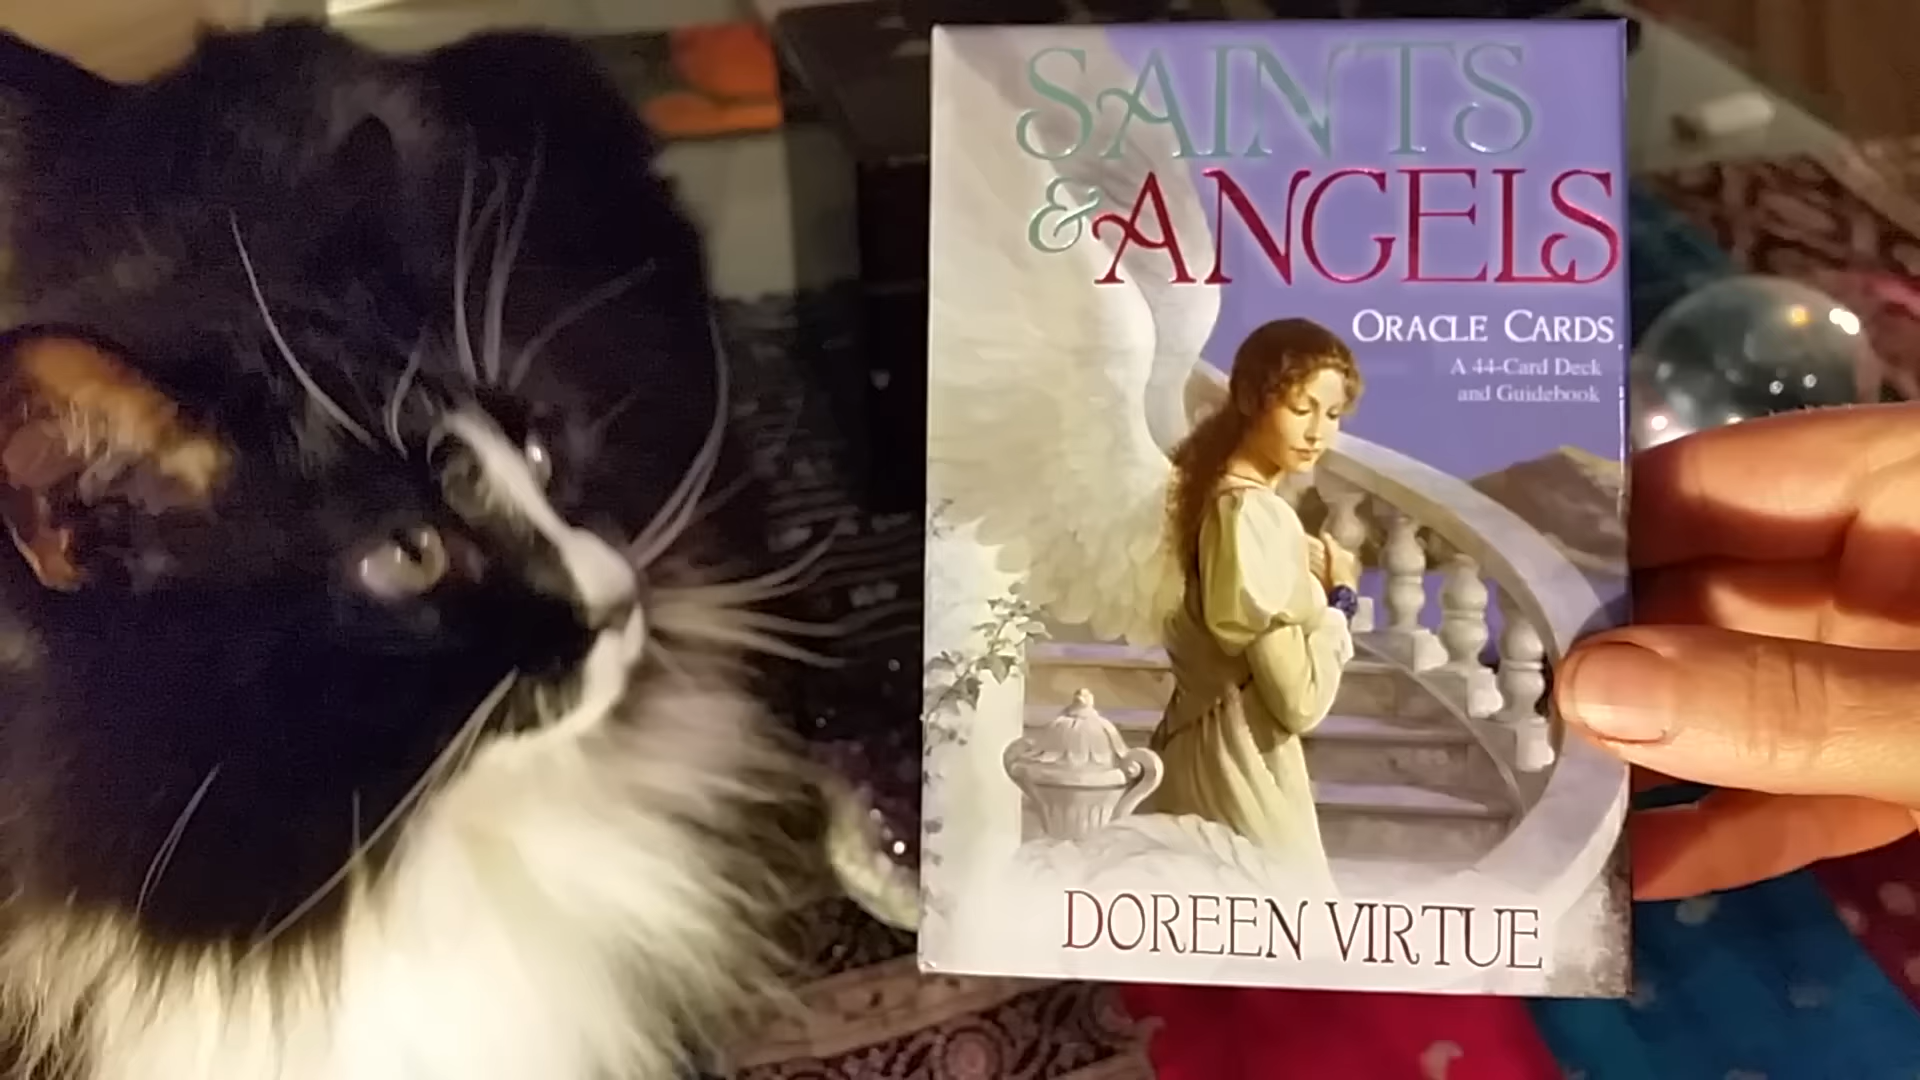 SAINTS
& ANGELS
ORACLE CARDS
A 44-Card Deck
and Guidebook
DOREEN VIRTUE